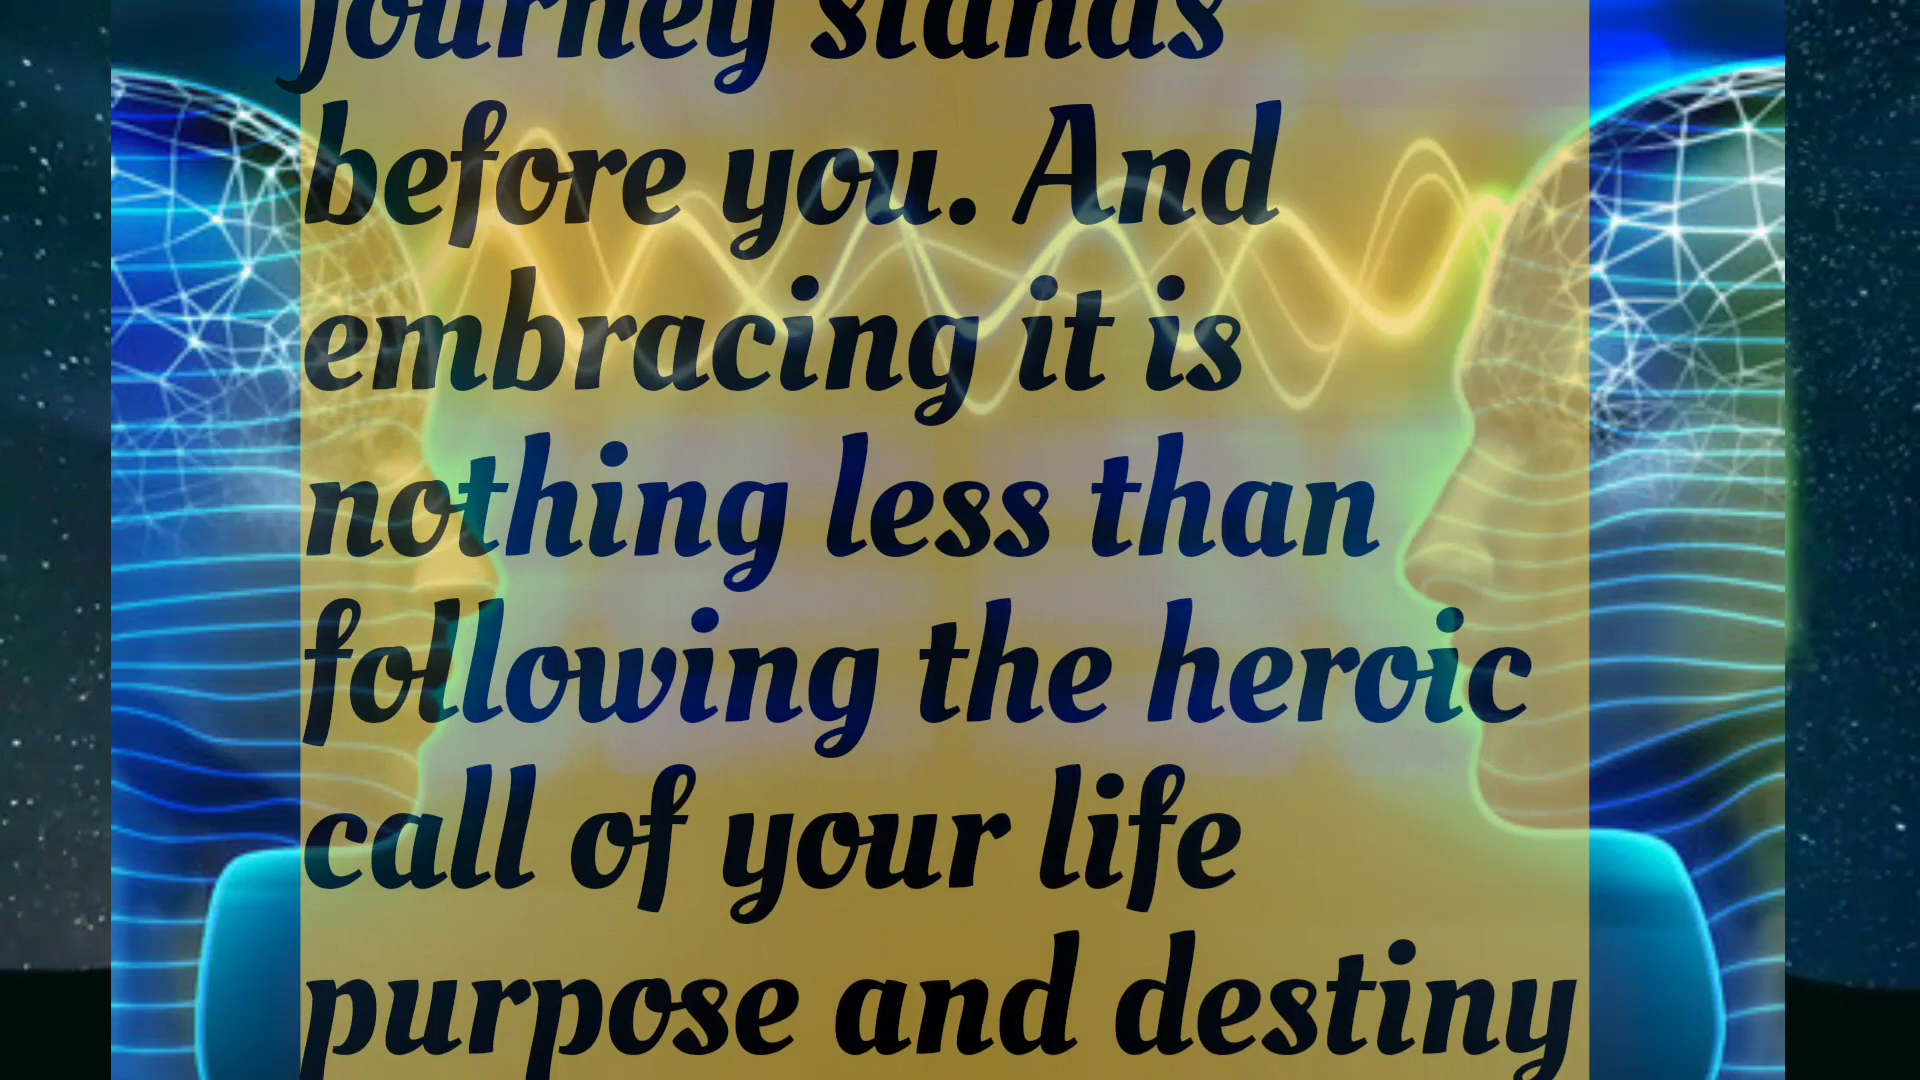 journey stands
before you. And
embracing it is
nothing less than
following the heroic
call of your life
purpose and destiny